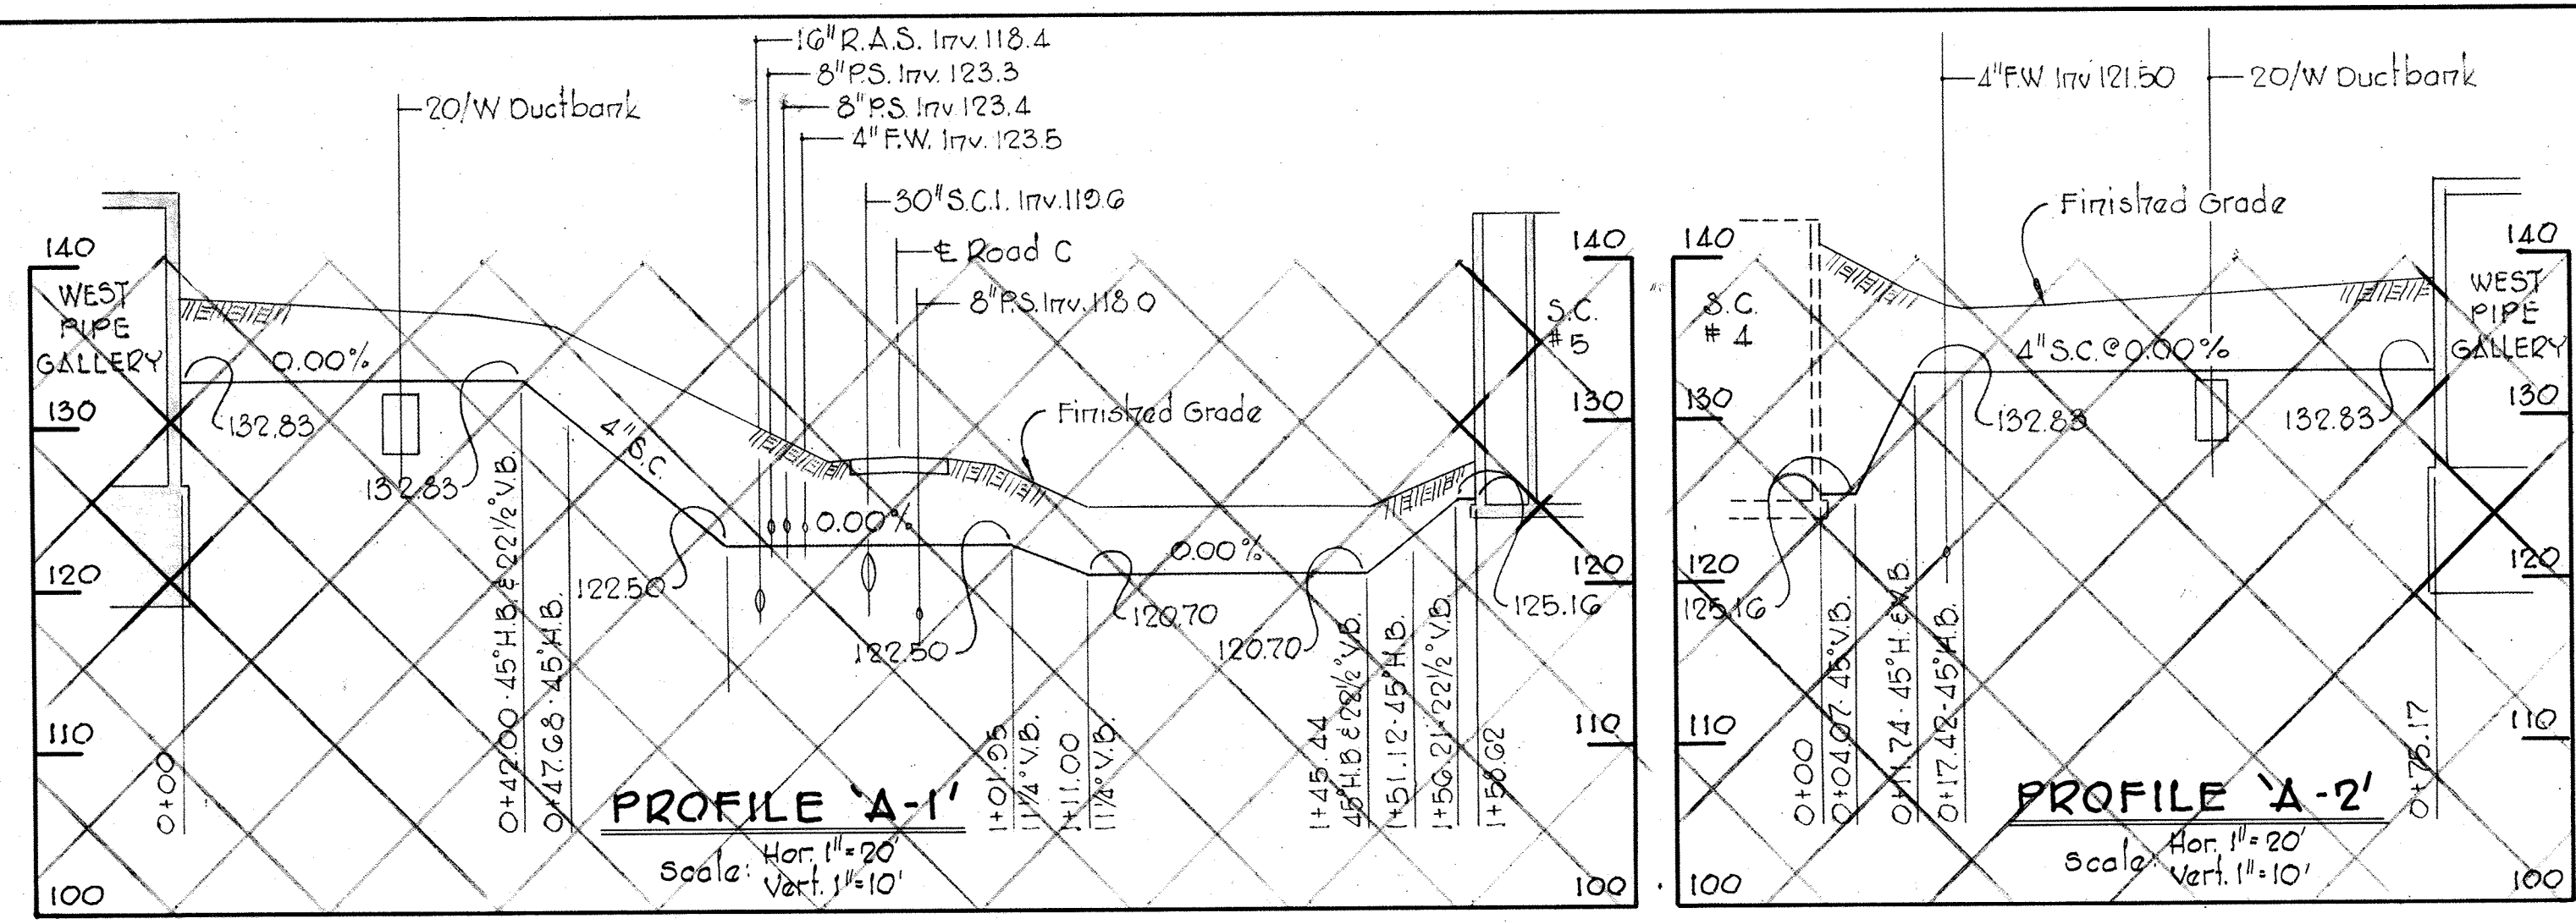 16" R.A.S. Inv. 118.4
8" P.S. Inv. 123.3
8" P.S. Inv. 123.4
4" F.W. Inv. 123.5
20/W Ductbank
30" S.C.I. Inv. 119.6
℄ Road C
8" P.S. Inv. 118.0
140
WEST
PIPE
GALLERY
130
120
110
100
0.00%
132.83
132.83
4" S.C.
122.50
0.00%
122.50
Finished Grade
0.00%
120.70
120.70
125.16
S.C.
#5
140
130
120
110
100
0+00
0+42.00 - 45° H.B. & 22½° V.B.
0+47.68 - 45° H.B.
1+01.95
11¼° V.B.
1+11.00
11¼° V.B.
1+45.44
45° H.B & 22½° V.B.
1+51.12 - 45° H.B.
1+56.21 - 22½° V.B.
1+58.62
PROFILE 'A-1'
Scale: Hor. 1"=20'
Vert. 1"=10'
4" F.W. Inv 121.50
20/W Ductbank
Finished Grade
140
S.C.
#4
130
120
110
100
4" S.C. @ 0.00%
132.83
132.83
125.16
140
WEST
PIPE
GALLERY
130
120
110
100
0+00
0+04.07 - 45° V.B.
0+11.74 - 45° H. & V.B.
0+17.42 - 45° H.B.
0+75.17
PROFILE 'A-2'
Scale: Hor. 1"=20'
Vert. 1"=10'